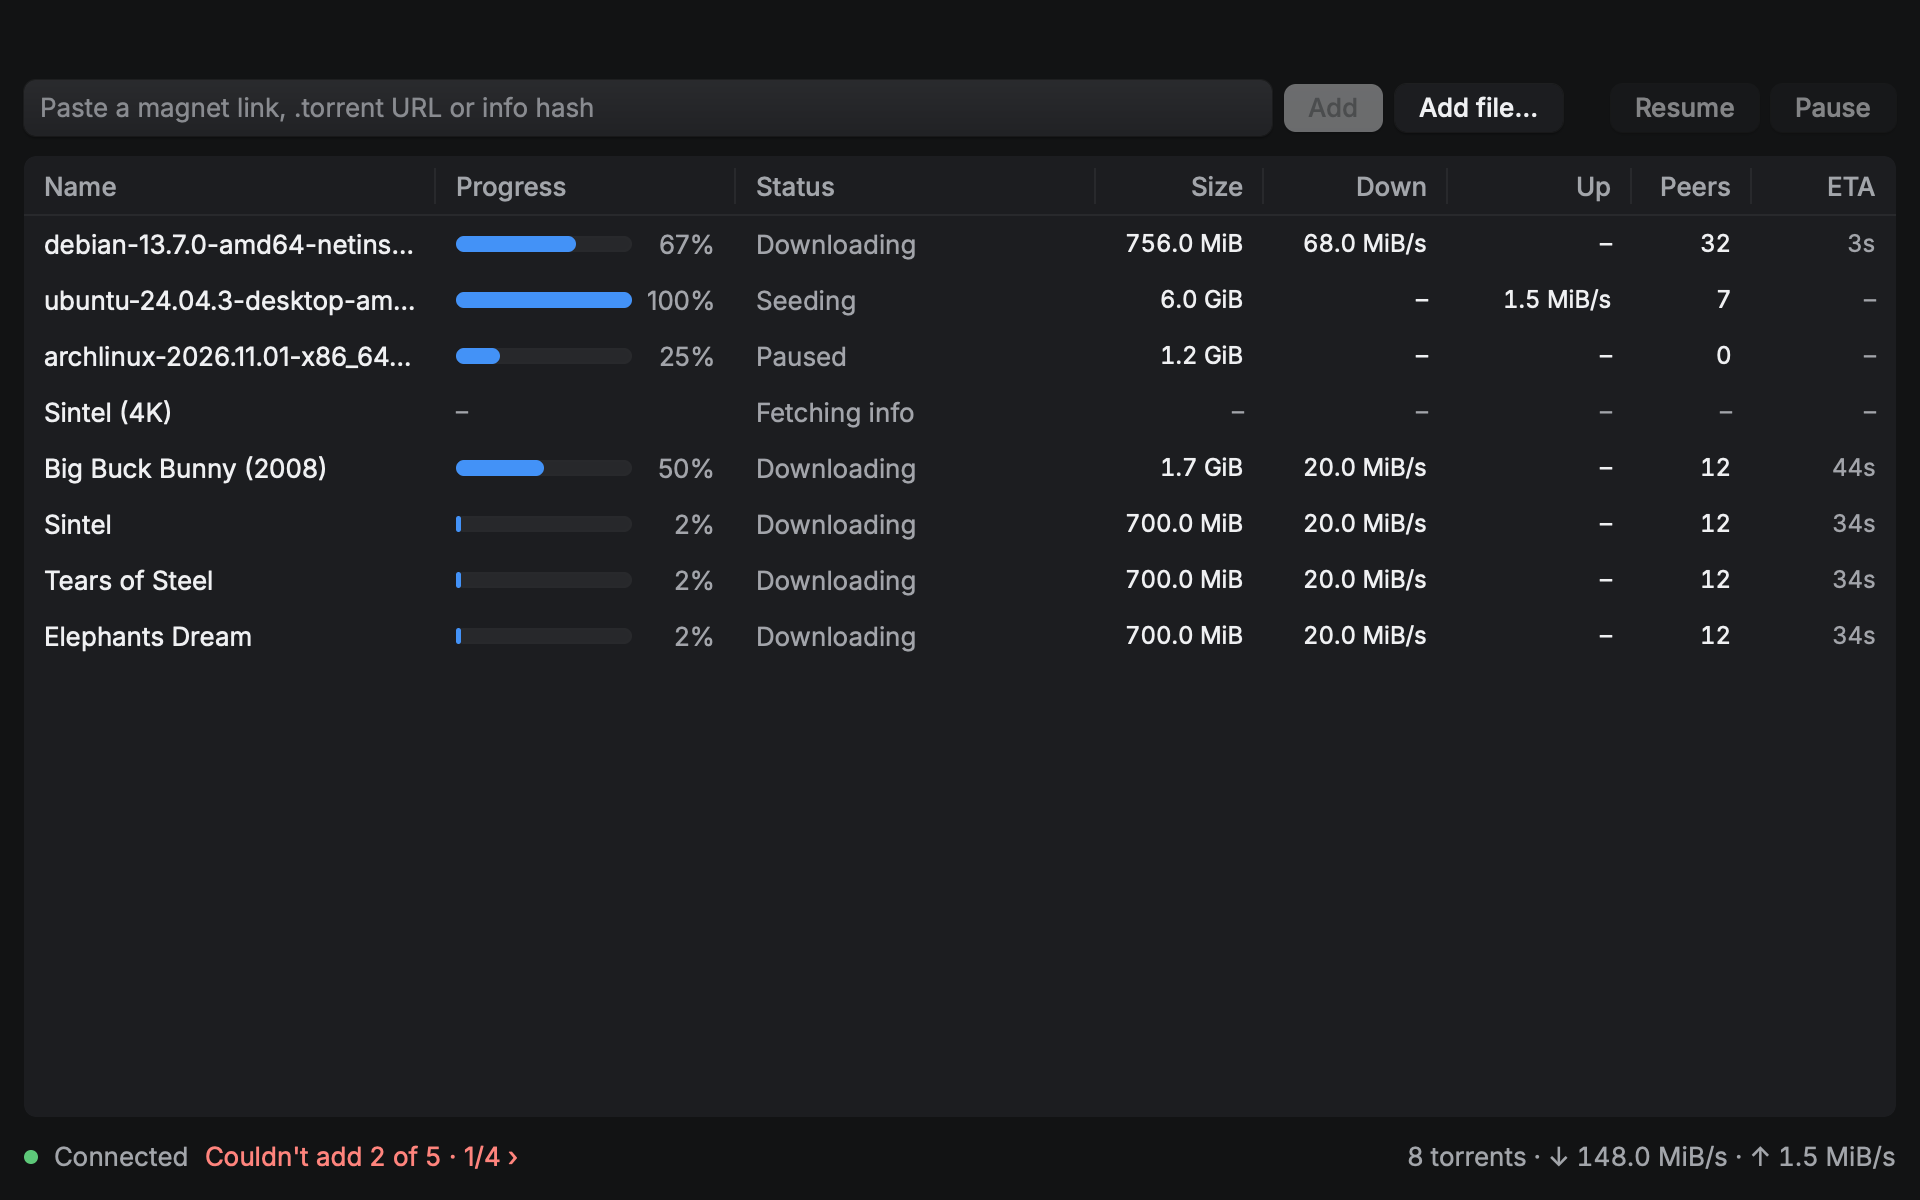 Paste a magnet link, .torrent URL or info hash Add Add file... Resume Pause
Name Progress Status Size Down Up Peers ETA
debian-13.7.0-amd64-netins... 67% Downloading 756.0 MiB 68.0 MiB/s – 32 3s
ubuntu-24.04.3-desktop-am... 100% Seeding 6.0 GiB – 1.5 MiB/s 7 –
archlinux-2026.11.01-x86_64... 25% Paused 1.2 GiB – – 0 –
Sintel (4K) – Fetching info – – – – –
Big Buck Bunny (2008) 50% Downloading 1.7 GiB 20.0 MiB/s – 12 44s
Sintel 2% Downloading 700.0 MiB 20.0 MiB/s – 12 34s
Tears of Steel 2% Downloading 700.0 MiB 20.0 MiB/s – 12 34s
Elephants Dream 2% Downloading 700.0 MiB 20.0 MiB/s – 12 34s
Connected Couldn't add 2 of 5 · 1/4 › 8 torrents · ↓ 148.0 MiB/s · ↑ 1.5 MiB/s